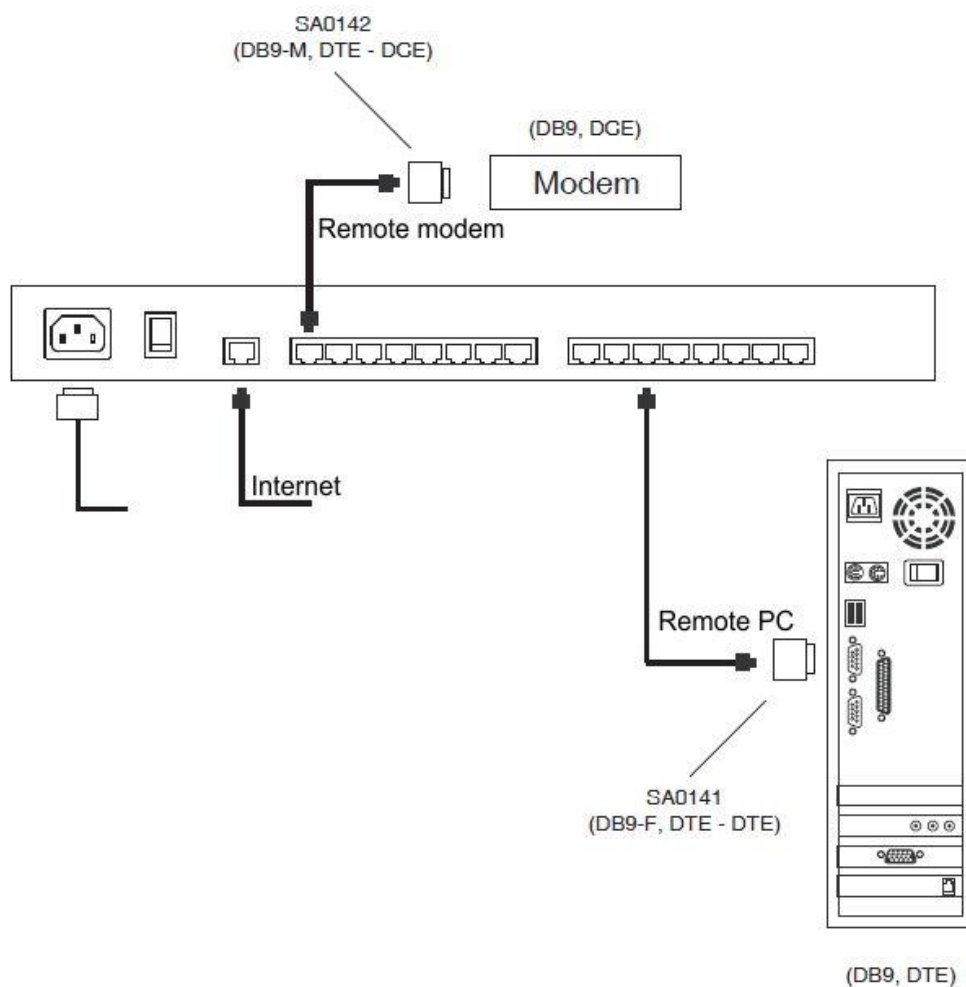 SA0142
(DB9-M, DTE - DCE)
(DB9, DCE)
Modem
Remote modem
Internet
Remote PC
SA0141
(DB9-F, DTE - DTE)
(DB9, DTE)